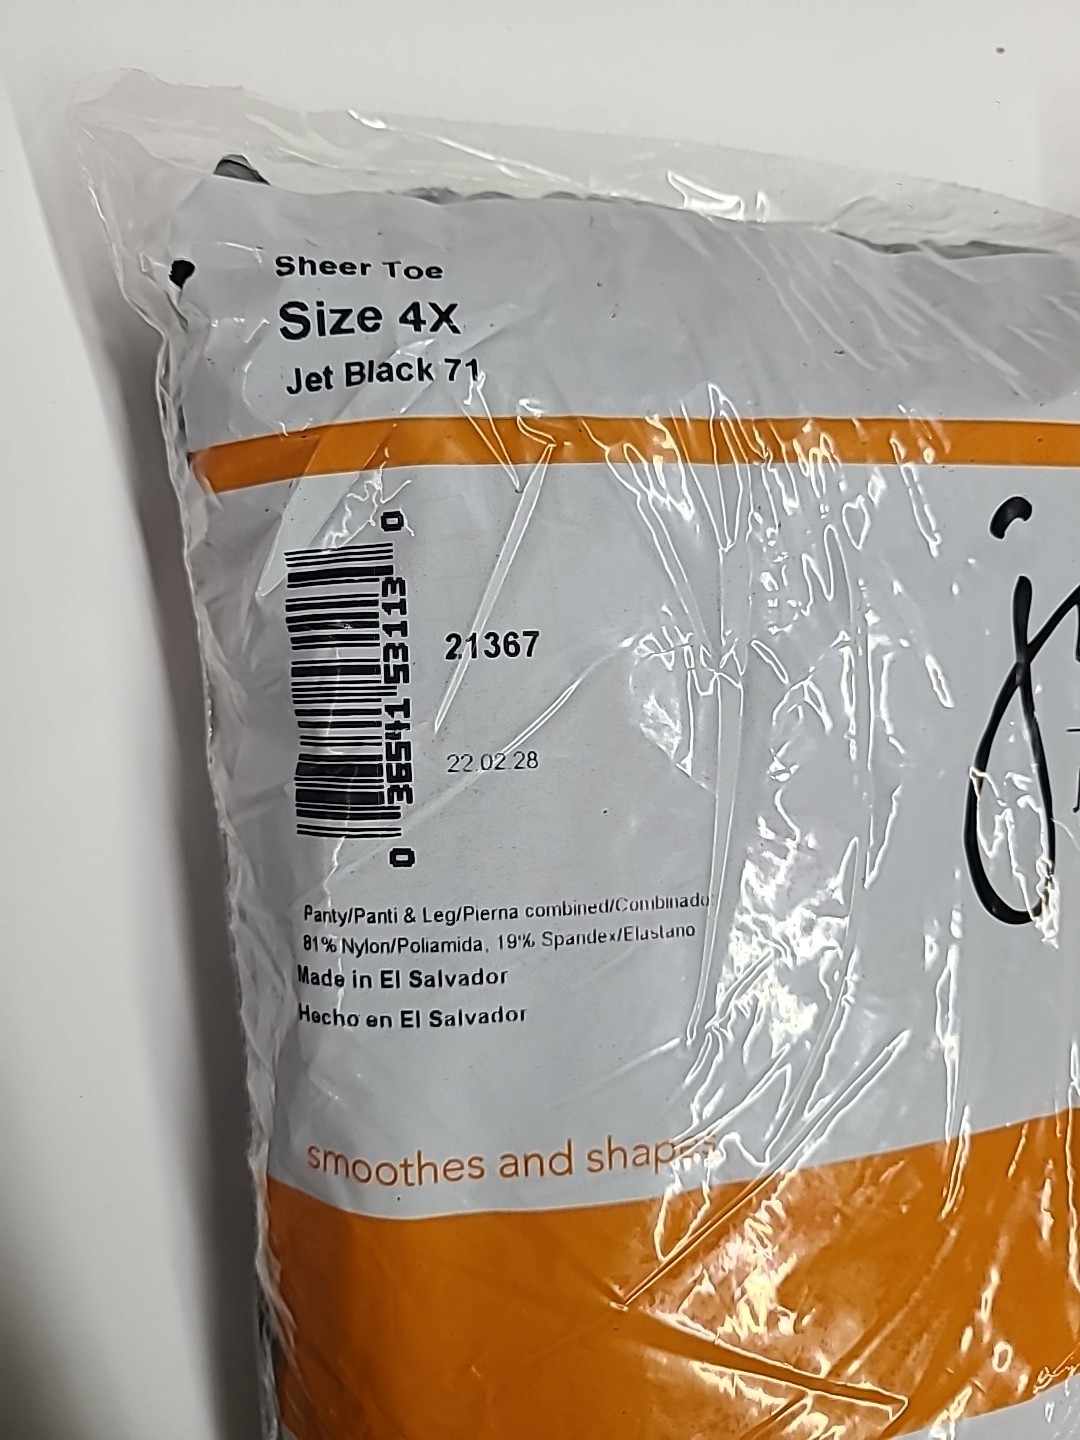 Sheer Toe
Size 4X
Jet Black 71
0 36541 53113 0
21367
22.02.28
Panty/Panti & Leg/Pierna combined/Combinado
81% Nylon/Poliamida, 19% Spandex/Elastano
Made in El Salvador
Hecho en El Salvador
smoothes and shapes